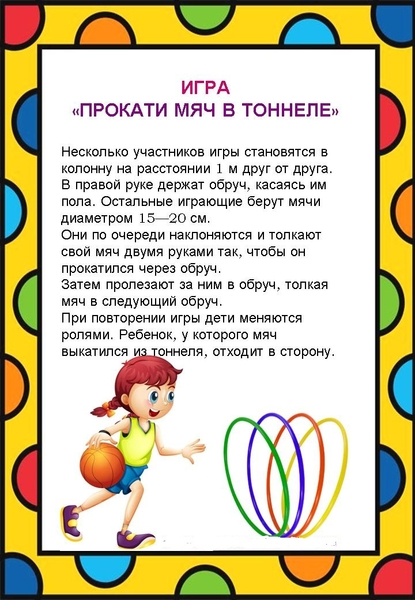 ИГРА
«ПРОКАТИ МЯЧ В ТОННЕЛЕ»
Несколько участников игры становятся в
колонну на расстоянии 1 м друг от друга.
В правой руке держат обруч, касаясь им
пола. Остальные играющие берут мячи
диаметром 15—20 см.
Они по очереди наклоняются и толкают
свой мяч двумя руками так, чтобы он
прокатился через обруч.
Затем пролезают за ним в обруч, толкая
мяч в следующий обруч.
При повторении игры дети меняются
ролями. Ребенок, у которого мяч
выкатился из тоннеля, отходит в сторону.